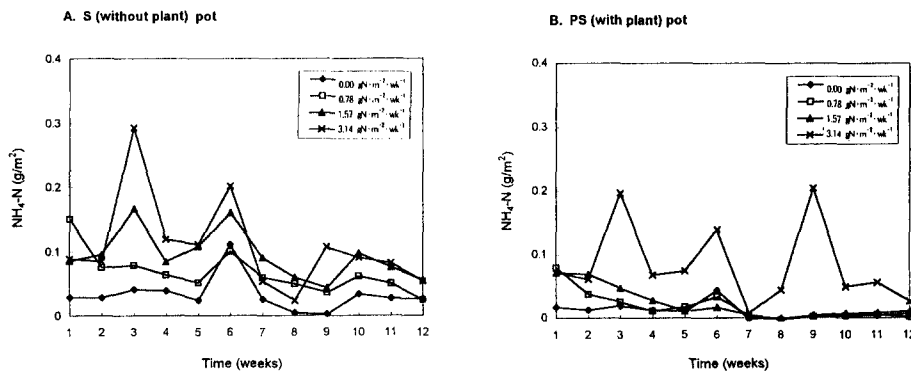 A. S (without plant) pot
0.4
0.3
0.2
0.1
0
NH₄-N (g/m²)
0.00 gN·m⁻²·wk⁻¹
0.78 gN·m⁻²·wk⁻¹
1.57 gN·m⁻²·wk⁻¹
3.14 gN·m⁻²·wk⁻¹
1 2 3 4 5 6 7 8 9 10 11 12
Time (weeks)
B. PS (with plant) pot
0.4
0.3
0.2
0.1
0
NH₄-N (g/m²)
0.00 gN·m⁻²·wk⁻¹
0.78 gN·m⁻²·wk⁻¹
1.57 gN·m⁻²·wk⁻¹
3.14 gN·m⁻²·wk⁻¹
1 2 3 4 5 6 7 8 9 10 11 12
Time (weeks)